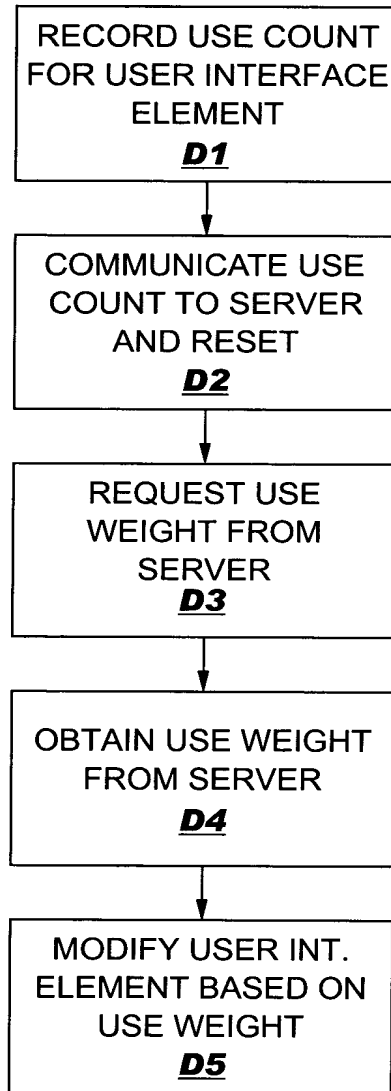 RECORD USE COUNT
FOR USER INTERFACE
ELEMENT
D1
COMMUNICATE USE
COUNT TO SERVER
AND RESET
D2
REQUEST USE
WEIGHT FROM
SERVER
D3
OBTAIN USE WEIGHT
FROM SERVER
D4
MODIFY USER INT.
ELEMENT BASED ON
USE WEIGHT
D5